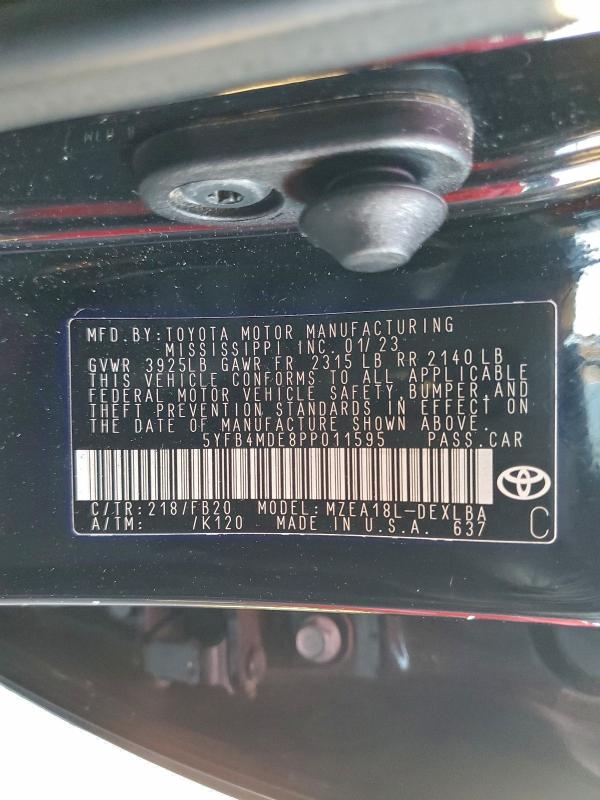 MFD.BY:TOYOTA MOTOR MANUFACTURING
MISSISSIPPI INC. 01/23
GVWR 3925LB GAWR FR 2315 LB RR 2140 LB
THIS VEHICLE CONFORMS TO ALL APPLICABLE
FEDERAL MOTOR VEHICLE SAFETY,BUMPER,AND
THEFT PREVENTION STANDARDS IN EFFECT ON
THE DATE OF MANUFACTURE SHOWN ABOVE.
5YFB4MDE8PP011595 PASS.CAR
C/TR:218/FB20 MODEL:MZEA18L-DEXLBA
A/TM: /K120 MADE IN U.S.A. 637 C